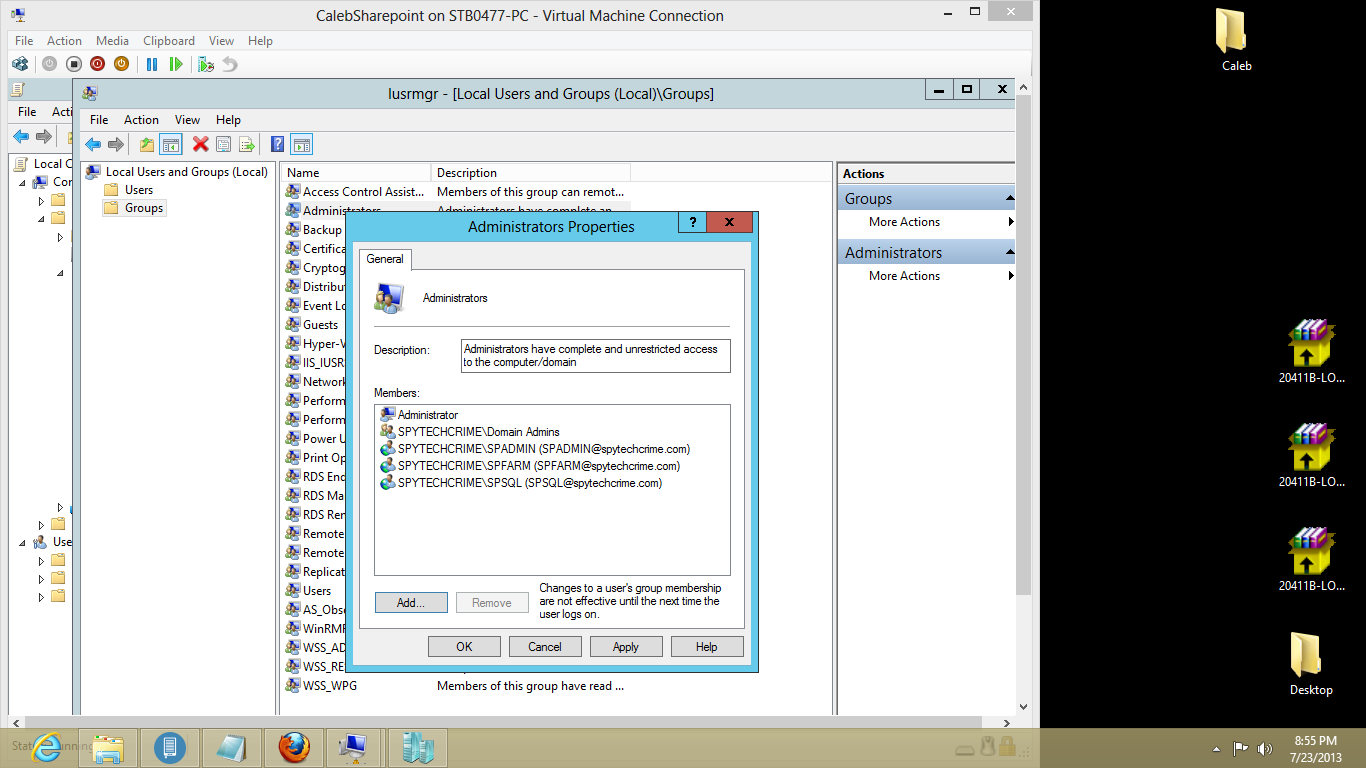 CalebSharepoint on STB0477-PC - Virtual Machine Connection
File Action Media Clipboard View Help
lusrmgr - [Local Users and Groups (Local)\Groups]
File
File Action View Help
Local C
Local Users and Groups (Local)
Users
Groups
Use
Name Description
Access Control Assist... Members of this group can remot...
Administrators Administrators have complete an
Backup
Certifica
Cryptog
Distribu
Event Lo
Guests
Hyper-V
IIS_IUSR
Network
Perform
Perform
Power U
Print Op
RDS End
RDS Ma
RDS Rem
Remote
Remote
Replicat
Users
AS_Obse
WinRMR
WSS_AD
WSS_RE
WSS_WPG Members of this group have read ...
Actions
Groups
More Actions
Administrators
More Actions
Administrators Properties
General
Administrators
Description: Administrators have complete and unrestricted access
to the computer/domain
Members:
Administrator
SPYTECHCRIME\Domain Admins
SPYTECHCRIME\SPADMIN (SPADMIN@spytechcrime.com)
SPYTECHCRIME\SPFARM (SPFARM@spytechcrime.com)
SPYTECHCRIME\SPSQL (SPSQL@spytechcrime.com)
Add... Remove
Changes to a user's group membership
are not effective until the next time the
user logs on.
OK Cancel Apply Help
Caleb
20411B-LO...
20411B-LO...
20411B-LO...
Desktop
8:55 PM
7/23/2013